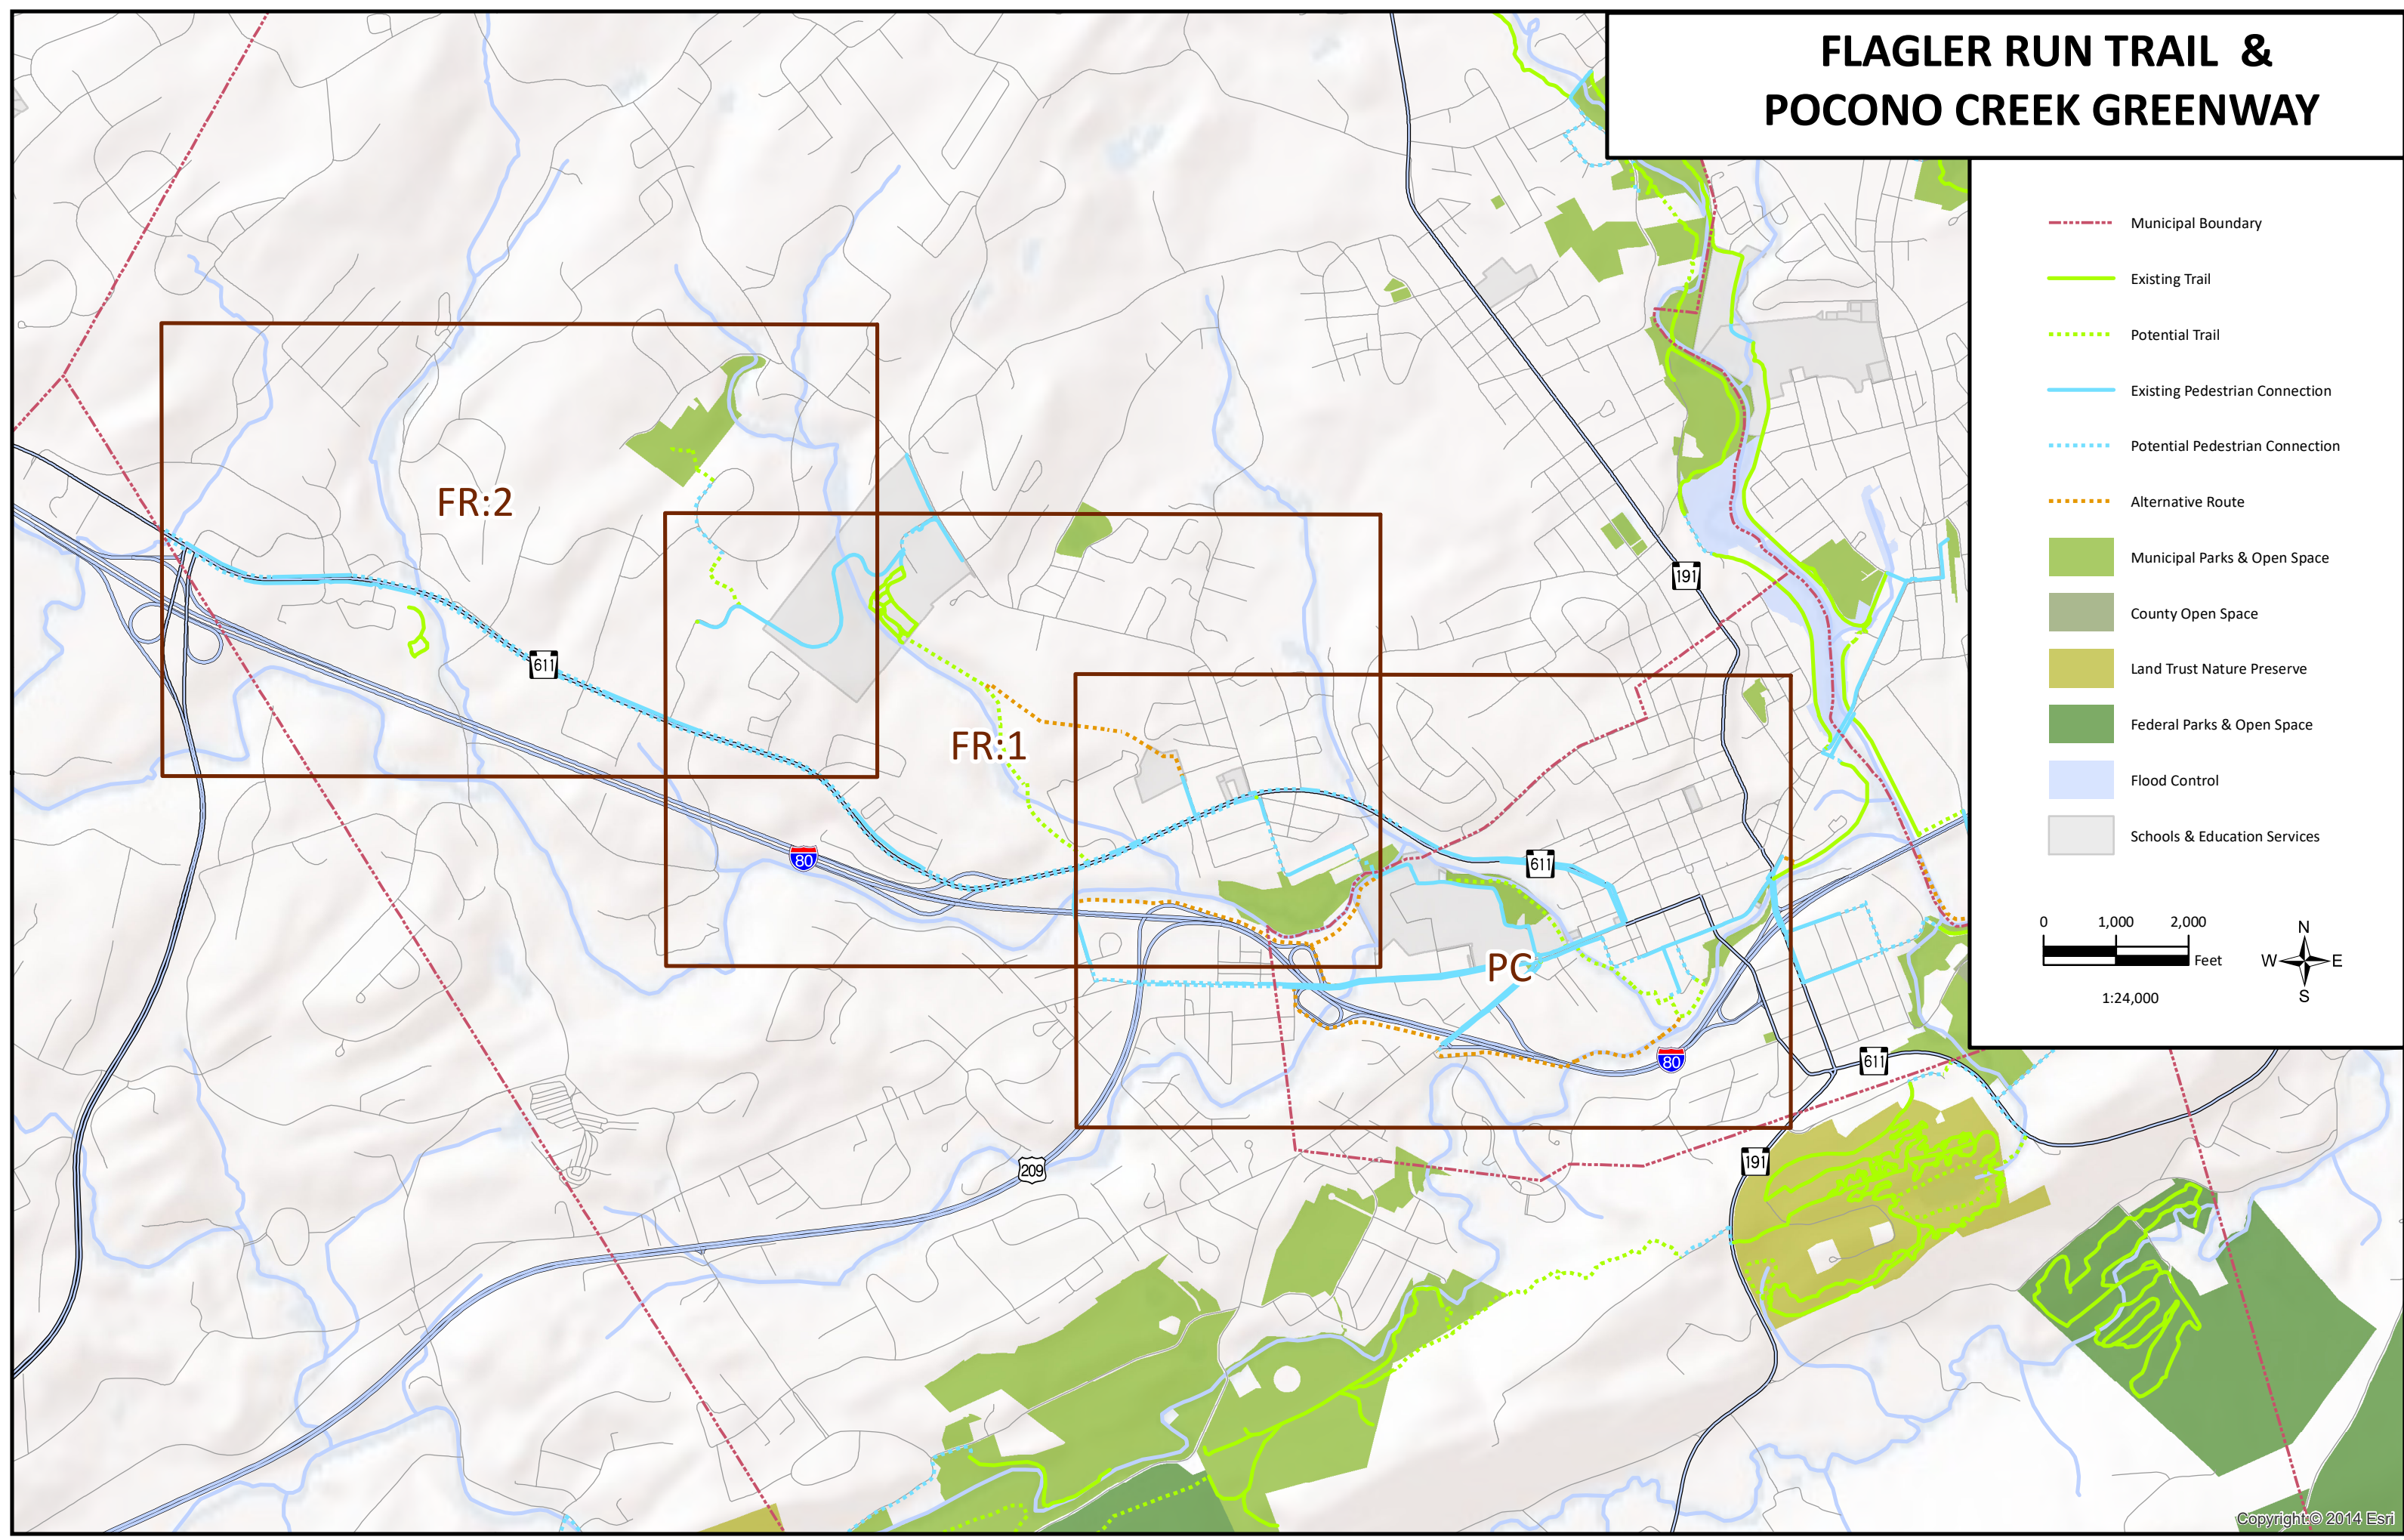 FLAGLER RUN TRAIL &
POCONO CREEK GREENWAY
Municipal Boundary
Existing Trail
Potential Trail
Existing Pedestrian Connection
Potential Pedestrian Connection
Alternative Route
Municipal Parks & Open Space
County Open Space
Land Trust Nature Preserve
Federal Parks & Open Space
Flood Control
Schools & Education Services
0 1,000 2,000
Feet
1:24,000
N
W E
S
FR:2
191
611
FR:1
80
611
PC
80
611
191
209
Copyright:© 2014 Esri